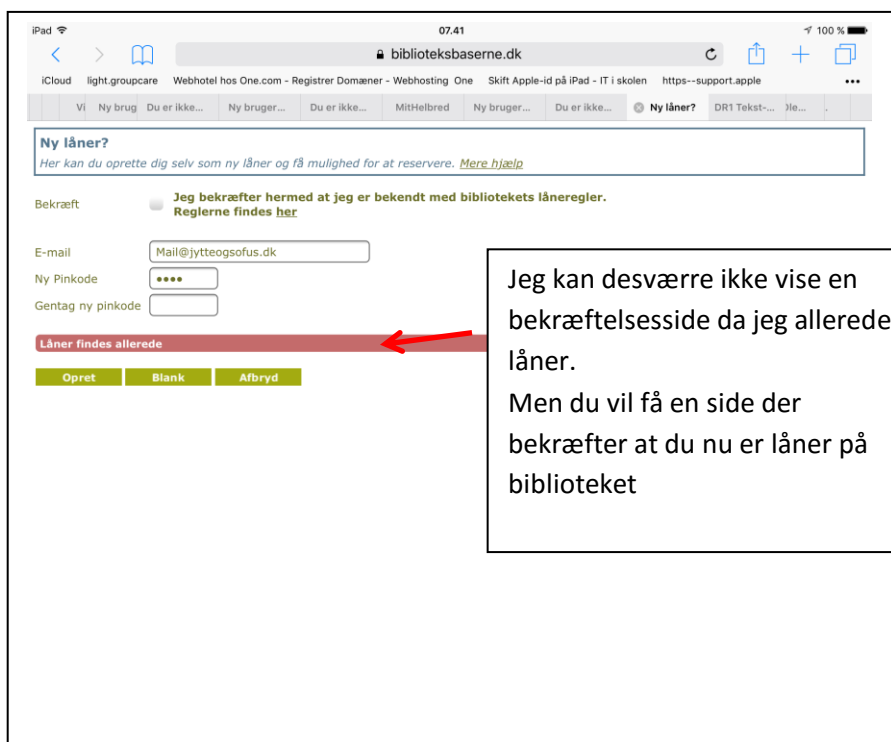 iPad 07.41 100 %
biblioteksbaserne.dk
iCloud light.groupcare Webhotel hos One.com - Registrer Domæner - Webhosting One Skift Apple-id på iPad - IT i skolen https--support.apple •••
Vi Ny brug Du er ikke... Ny bruger... Du er ikke... MitHelbred Ny bruger... Du er ikke... Ny låner? DR1 Tekst-...
Ny låner?
Her kan du oprette dig selv som ny låner og få mulighed for at reservere. Mere hjælp
Bekræft Jeg bekræfter hermed at jeg er bekendt med bibliotekets låneregler.
Reglerne findes her
E-mail Mail@jytteogsofus.dk
Ny Pinkode ••••
Gentag ny pinkode
Låner findes allerede
Opret Blank Afbryd
Jeg kan desværre ikke vise en
bekræftelsesside da jeg allerede
låner.
Men du vil få en side der
bekræfter at du nu er låner på
biblioteket